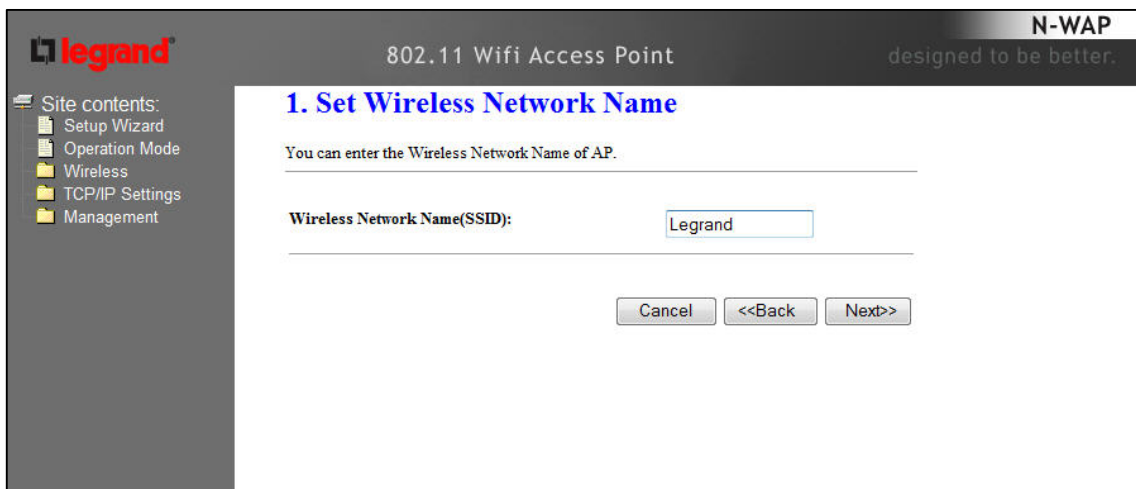 N-WAP
legrand®
802.11 Wifi Access Point
designed to be better.
Site contents:
Setup Wizard
Operation Mode
Wireless
TCP/IP Settings
Management
1. Set Wireless Network Name
You can enter the Wireless Network Name of AP.
Wireless Network Name(SSID):
Legrand
Cancel
<<Back
Next>>